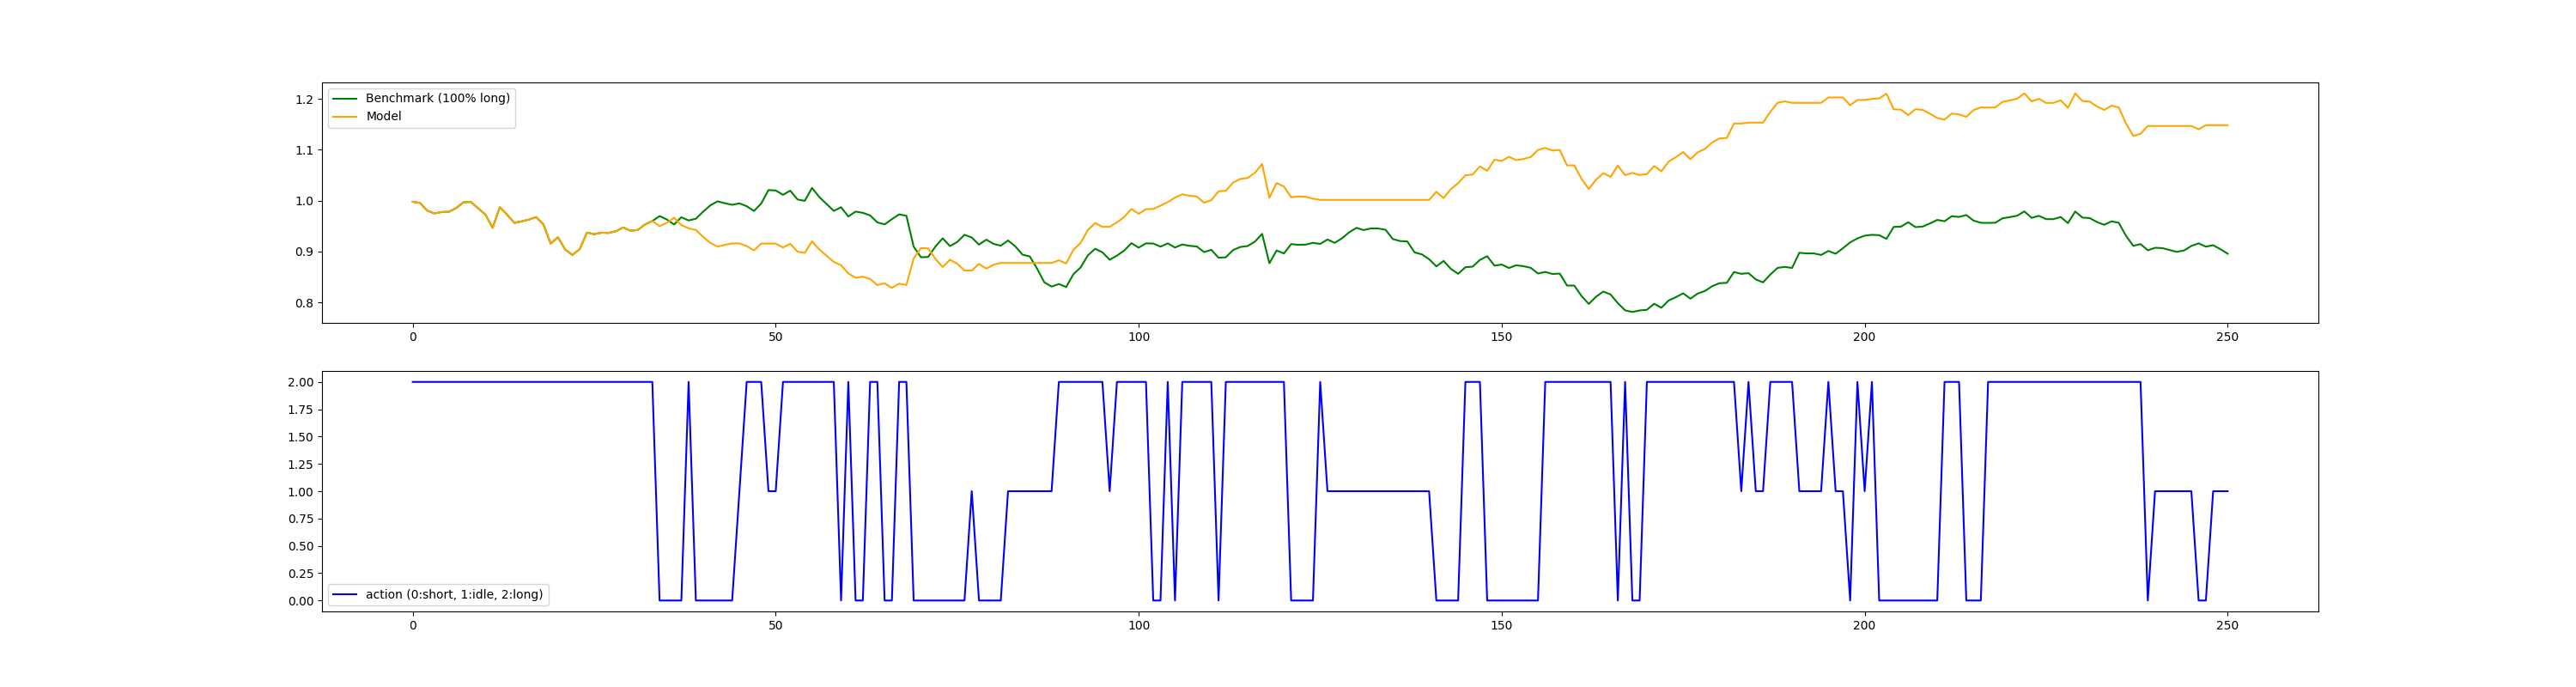 1.2
1.1
1.0
0.9
0.8
Benchmark (100% long)
Model
0 50 100 150 200 250
2.00
1.75
1.50
1.25
1.00
0.75
0.50
0.25
0.00
action (0:short, 1:idle, 2:long)
0 50 100 150 200 250